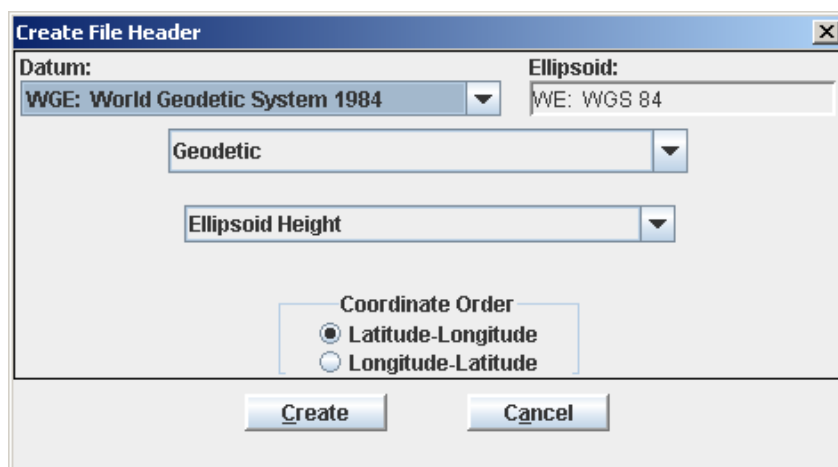 Create File Header
Datum:
Ellipsoid:
WGE: World Geodetic System 1984
WE: WGS 84
Geodetic
Ellipsoid Height
Coordinate Order
Latitude-Longitude
Longitude-Latitude
Create
Cancel